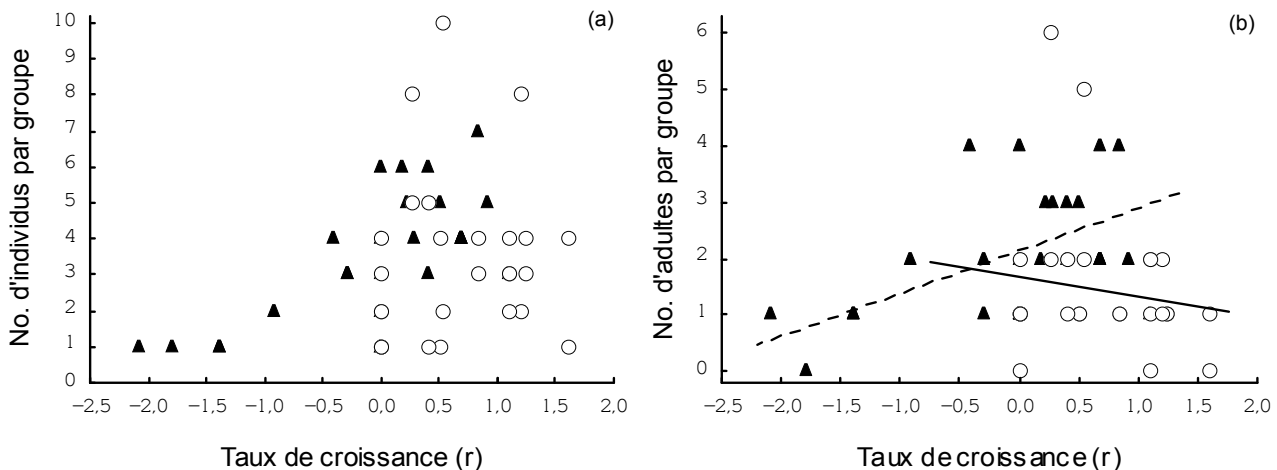 (a)
No. d'individus par groupe
10
9
8
7
6
5
4
3
2
1
0
−2,5 −2,0 −1,5 −1,0 −0,5 0,0 0,5 1,0 1,5 2,0
Taux de croissance (r)
(b)
No. d'adultes par groupe
6
5
4
3
2
1
0
−2,5 −2,0 −1,5 −1,0 −0,5 0,0 0,5 1,0 1,5 2,0
Taux de croissance (r)